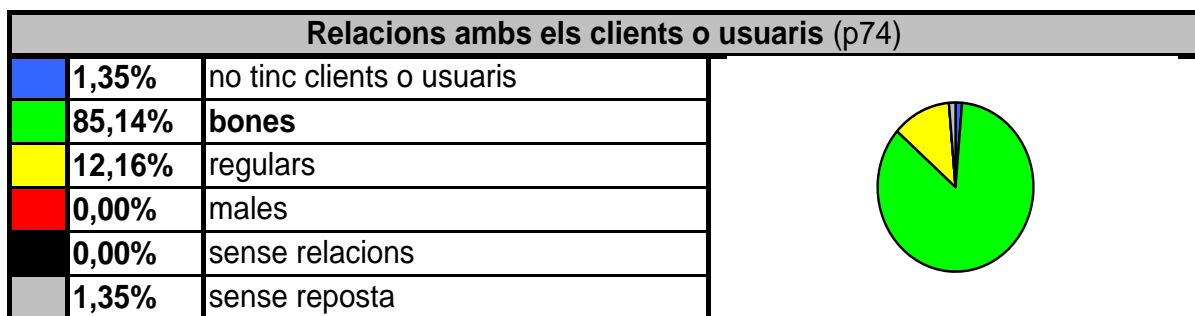 Relacions ambs els clients o usuaris (p74)
1,35% no tinc clients o usuaris
85,14% bones
12,16% regulars
0,00% males
0,00% sense relacions
1,35% sense reposta